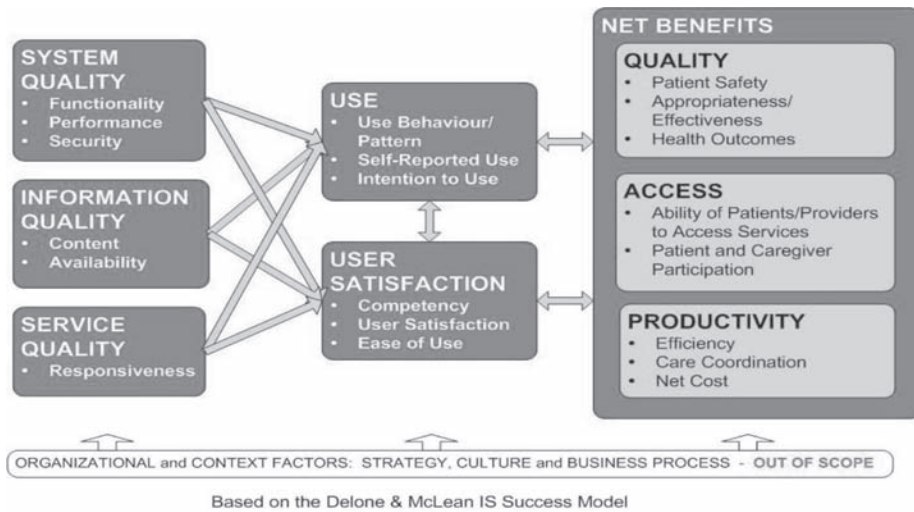 SYSTEM
QUALITY
• Functionality
• Performance
• Security
INFORMATION
QUALITY
• Content
• Availability
SERVICE
QUALITY
• Responsiveness
USE
• Use Behaviour/
Pattern
• Self-Reported Use
• Intention to Use
USER
SATISFACTION
• Competency
• User Satisfaction
• Ease of Use
NET BENEFITS
QUALITY
• Patient Safety
• Appropriateness/
Effectiveness
• Health Outcomes
ACCESS
• Ability of Patients/Providers
to Access Services
• Patient and Caregiver
Participation
PRODUCTIVITY
• Efficiency
• Care Coordination
• Net Cost
ORGANIZATIONAL and CONTEXT FACTORS: STRATEGY, CULTURE and BUSINESS PROCESS - OUT OF SCOPE
Based on the Delone & McLean IS Success Model